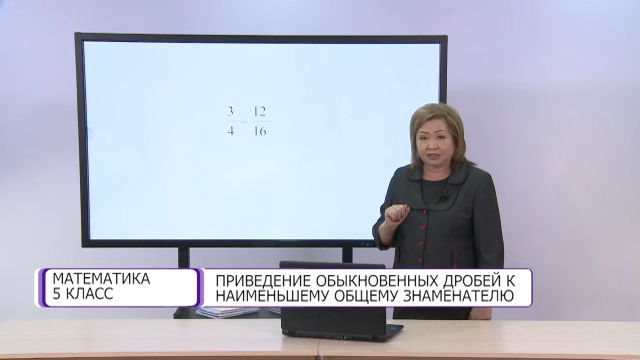 3/4 = 12/16
МАТЕМАТИКА
5 КЛАСС
ПРИВЕДЕНИЕ ОБЫКНОВЕННЫХ ДРОБЕЙ К
НАИМЕНЬШЕМУ ОБЩЕМУ ЗНАМЕНАТЕЛЮ